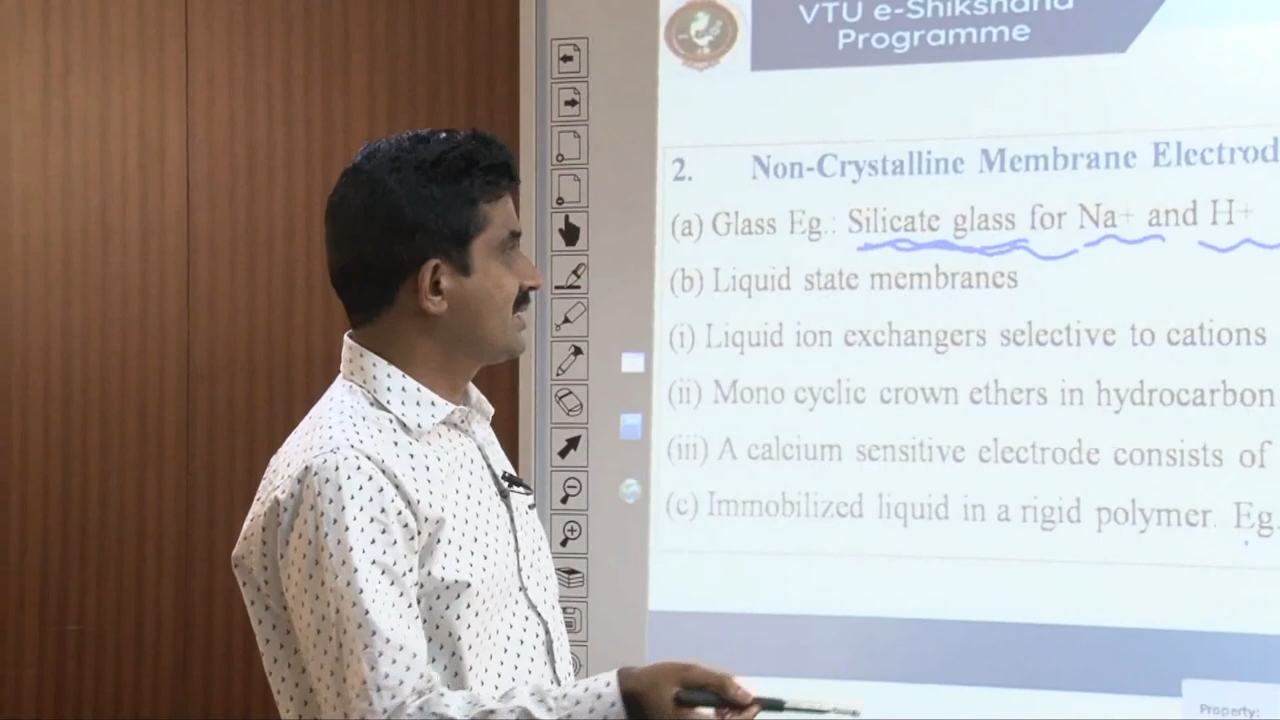 VTU e-Shikshana
Programme
2. Non-Crystalline Membrane Electrod
(a) Glass Eg.: Silicate glass for Na+ and H+
(b) Liquid state membranes
(i) Liquid ion exchangers selective to cations
(ii) Mono cyclic crown ethers in hydrocarbon
(iii) A calcium sensitive electrode consists of
(c) Immobilized liquid in a rigid polymer. Eg
Property: